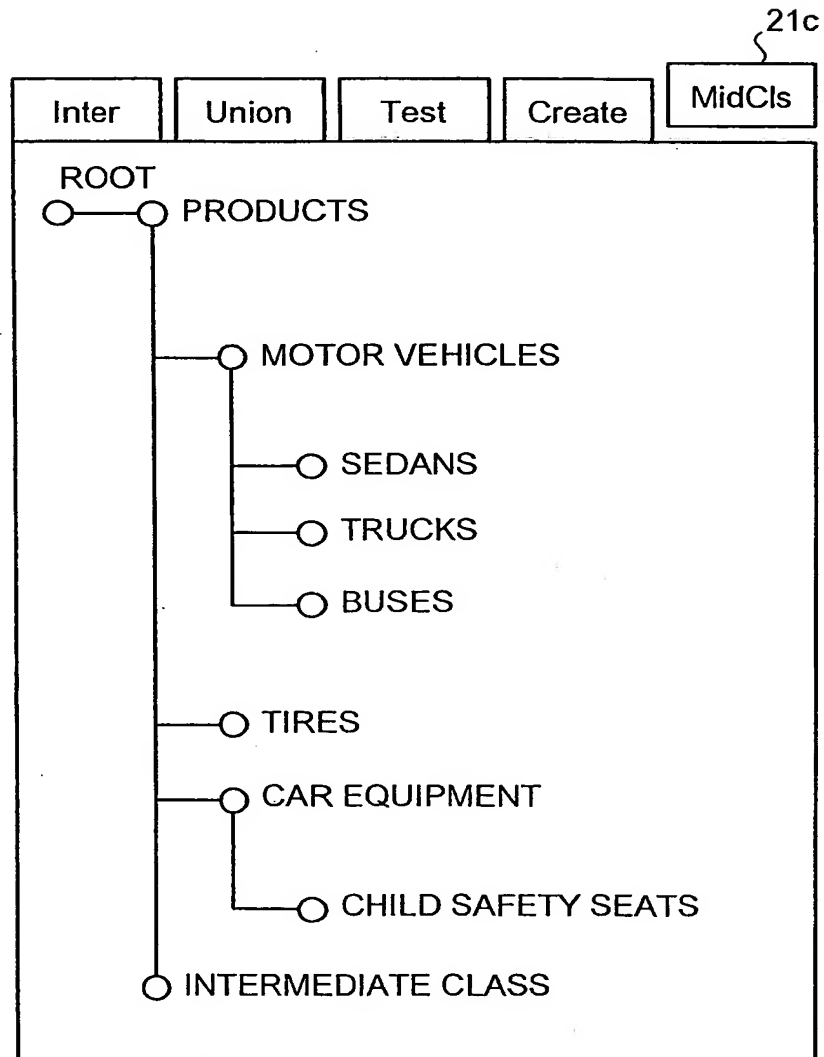 21c
Inter Union Test Create MidCls
ROOT
PRODUCTS
MOTOR VEHICLES
SEDANS
TRUCKS
BUSES
TIRES
CAR EQUIPMENT
CHILD SAFETY SEATS
INTERMEDIATE CLASS